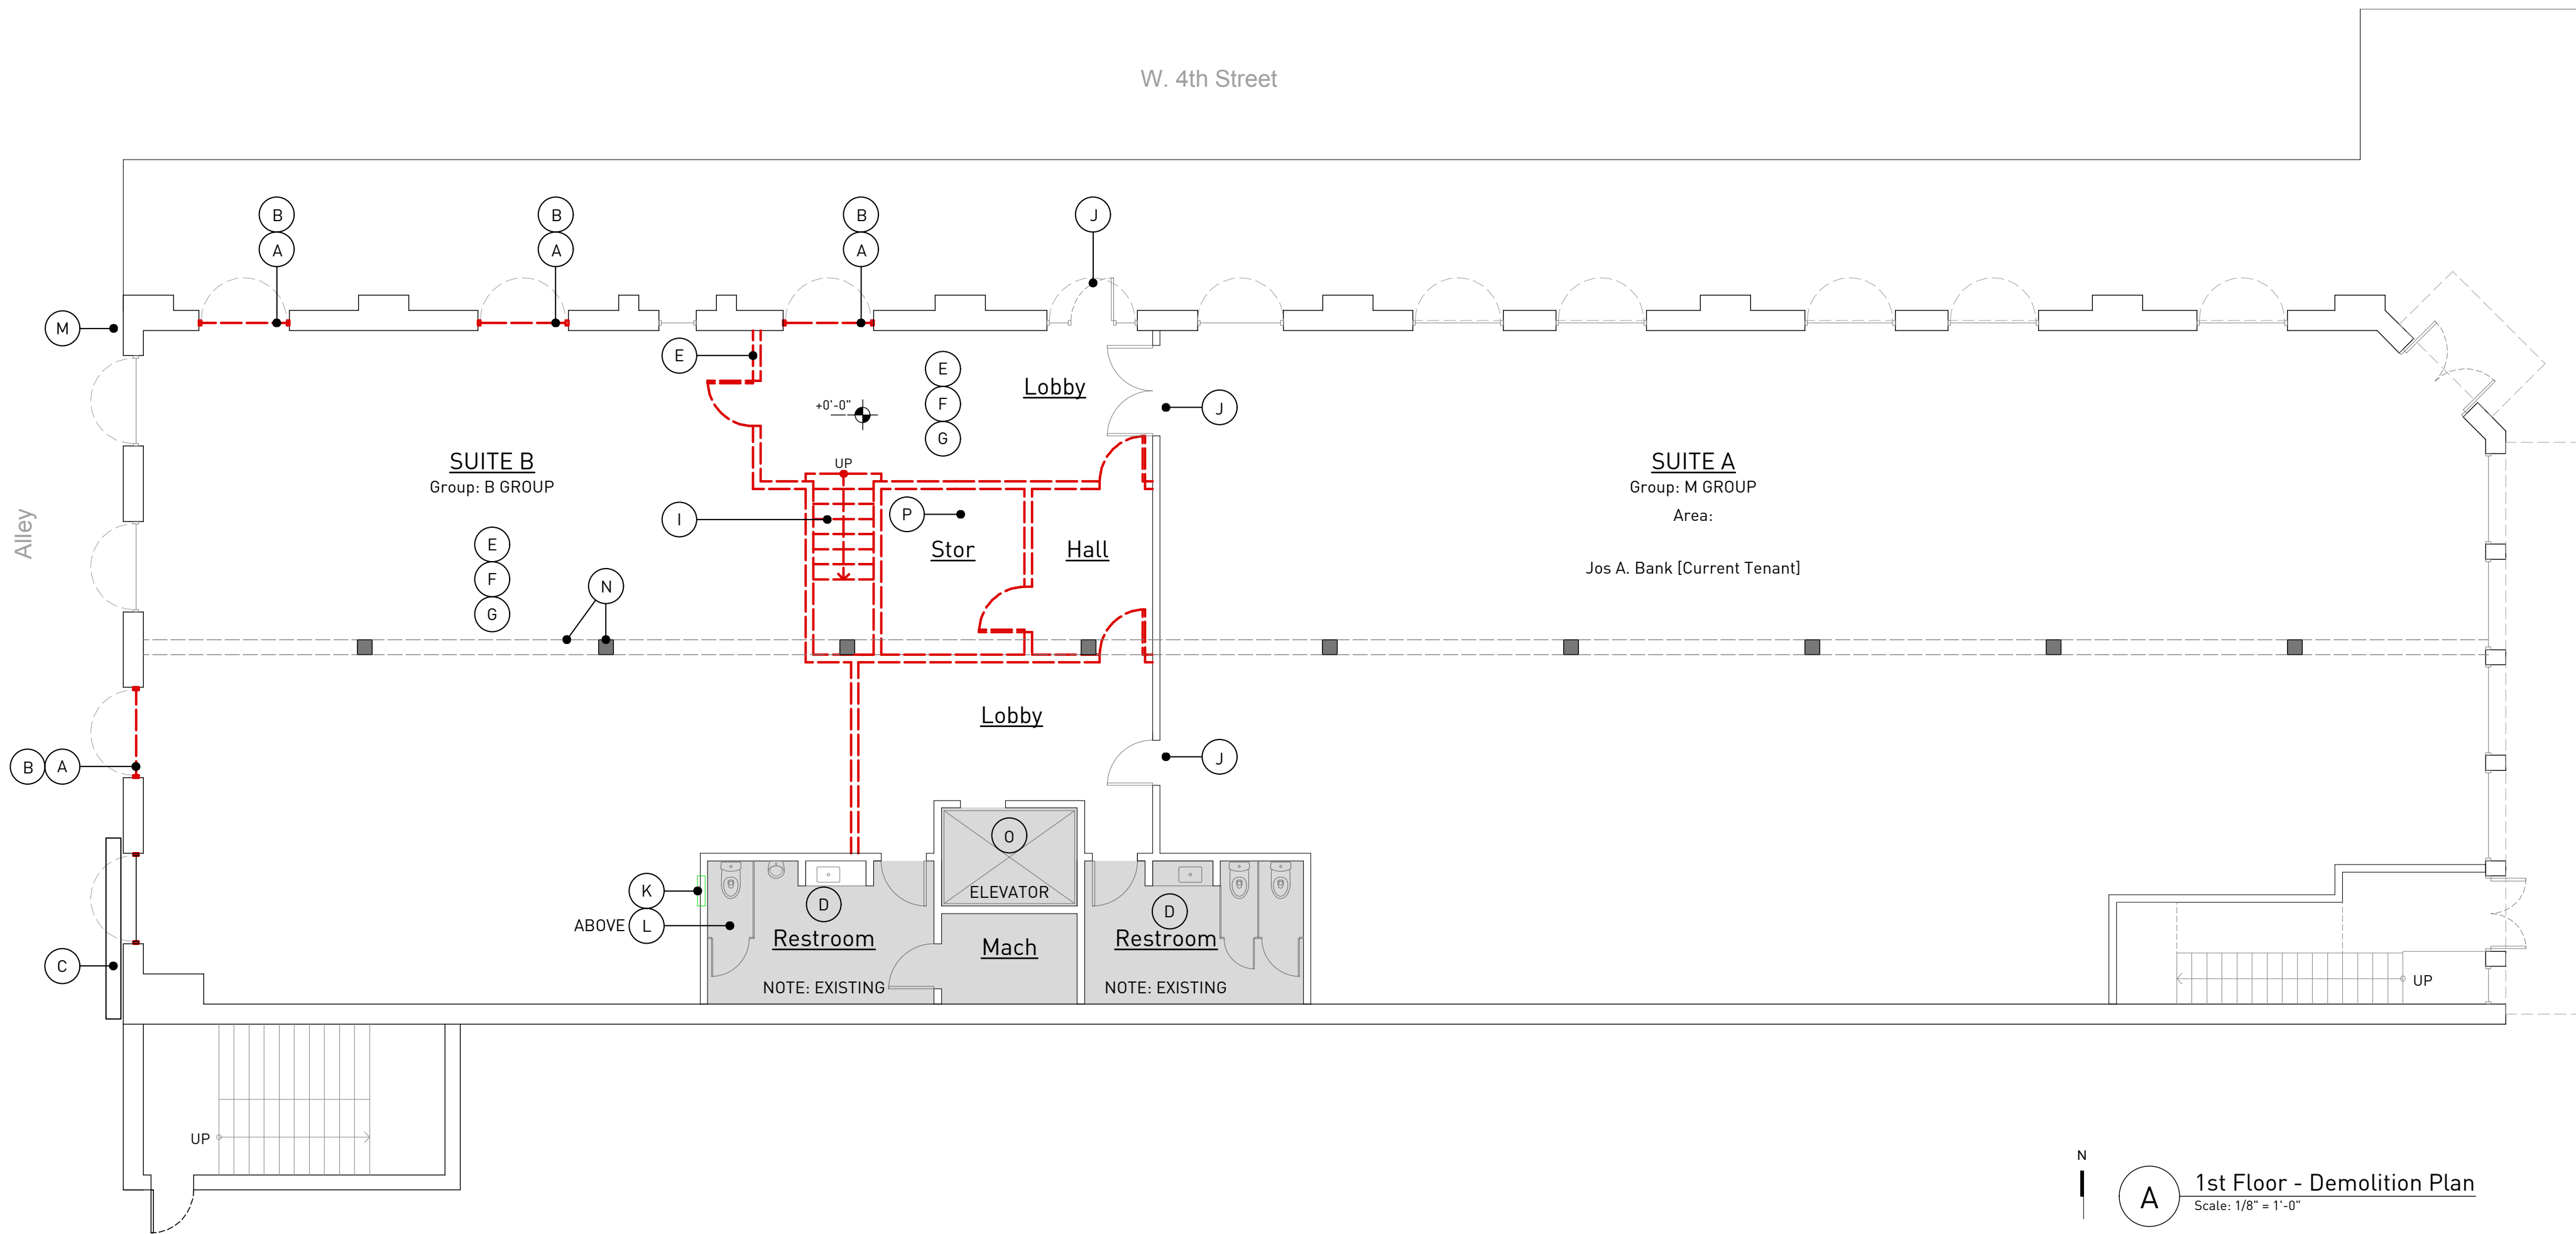 W. 4th Street
B
A
B
A
B
A
J
M
E
E
F
G
Lobby
J
+0'-0"
UP
SUITE B
Group: B GROUP
SUITE A
Group: M GROUP
Area:
Jos A. Bank [Current Tenant]
Alley
I
P
Stor
Hall
E
F
G
N
Lobby
J
B
A
O
ELEVATOR
K
ABOVE
L
D
Restroom
NOTE: EXISTING
Mach
D
Restroom
NOTE: EXISTING
C
UP
UP
N
A
1st Floor - Demolition Plan
Scale: 1/8" = 1'-0"